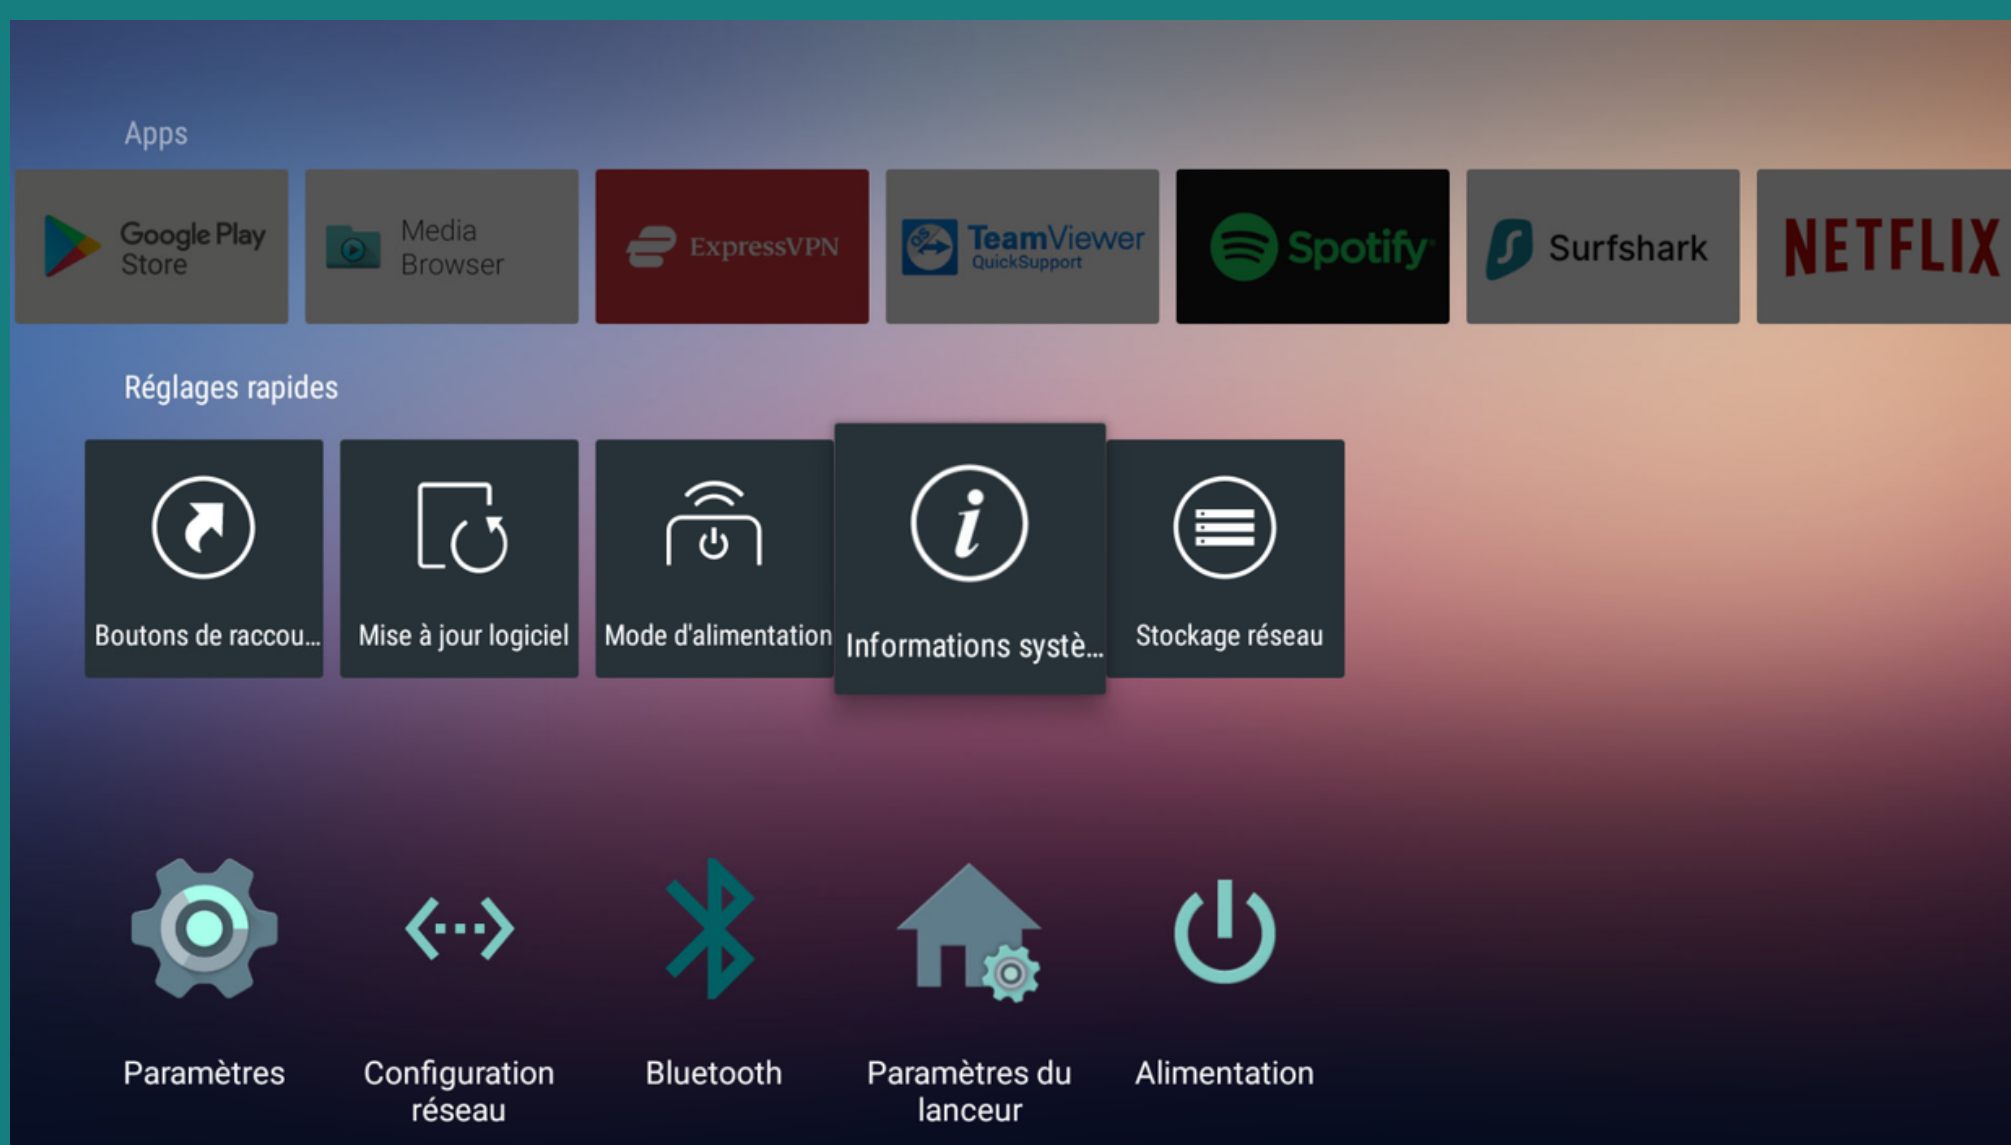 Apps
Google Play
Store
Media
Browser
ExpressVPN
TeamViewer
QuickSupport
QS
Spotify
Surfshark
NETFLIX
Réglages rapides
Boutons de raccou...
Mise à jour logiciel
Mode d'alimentation
Informations systè...
Stockage réseau
Paramètres
Configuration
réseau
Bluetooth
Paramètres du
lanceur
Alimentation